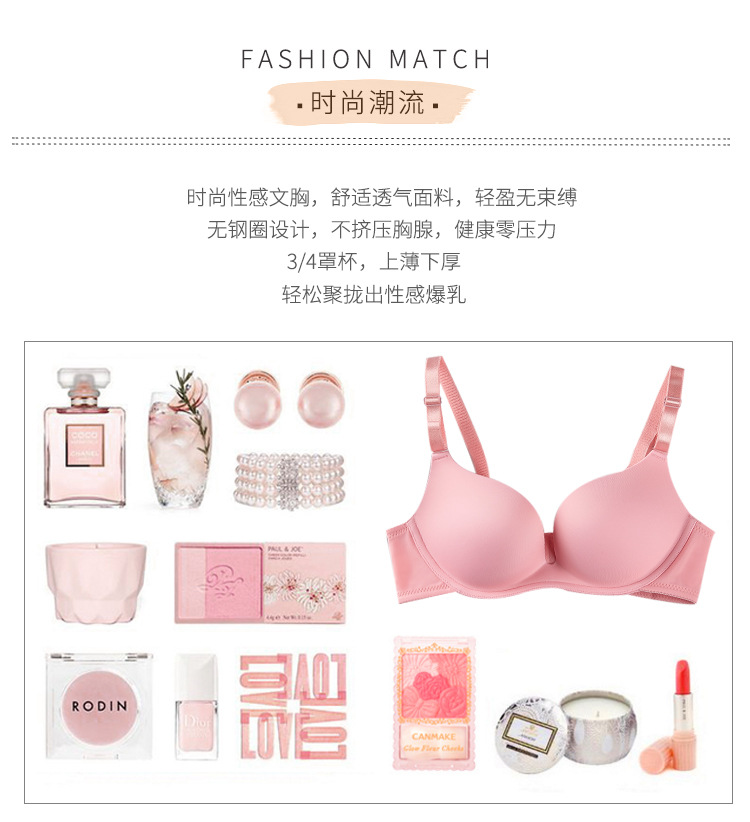 FASHION MATCH
时尚潮流
时尚性感文胸，舒适透气面料，轻盈无束缚
无钢圈设计，不挤压胸腺，健康零压力
3/4罩杯，上薄下厚
轻松聚拢出性感爆乳
COCO
CHANEL
PAUL & JOE
RODIN
Dior
LOVE
LOVE
LOVE
LOVE
CANMAKE
Glow Fleur Cheeks